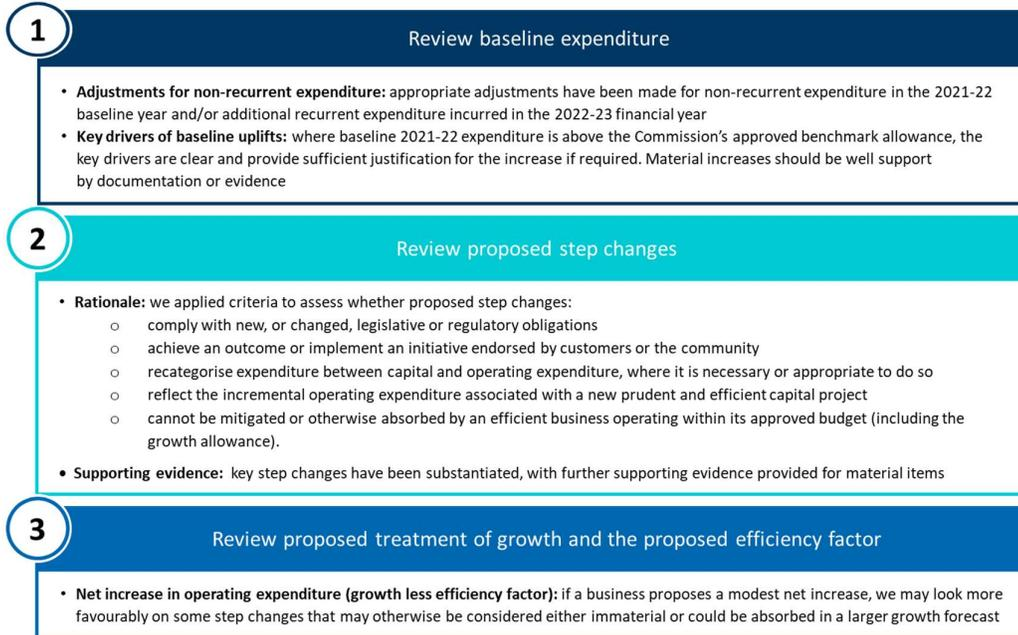 1
Review baseline expenditure
• Adjustments for non-recurrent expenditure: appropriate adjustments have been made for non-recurrent expenditure in the 2021-22
baseline year and/or additional recurrent expenditure incurred in the 2022-23 financial year
• Key drivers of baseline uplifts: where baseline 2021-22 expenditure is above the Commission's approved benchmark allowance, the
key drivers are clear and provide sufficient justification for the increase if required. Material increases should be well support
by documentation or evidence
2
Review proposed step changes
• Rationale: we applied criteria to assess whether proposed step changes:
o comply with new, or changed, legislative or regulatory obligations
o achieve an outcome or implement an initiative endorsed by customers or the community
o recategorise expenditure between capital and operating expenditure, where it is necessary or appropriate to do so
o reflect the incremental operating expenditure associated with a new prudent and efficient capital project
o cannot be mitigated or otherwise absorbed by an efficient business operating within its approved budget (including the
growth allowance).
• Supporting evidence: key step changes have been substantiated, with further supporting evidence provided for material items
3
Review proposed treatment of growth and the proposed efficiency factor
• Net increase in operating expenditure (growth less efficiency factor): if a business proposes a modest net increase, we may look more
favourably on some step changes that may otherwise be considered either immaterial or could be absorbed in a larger growth forecast